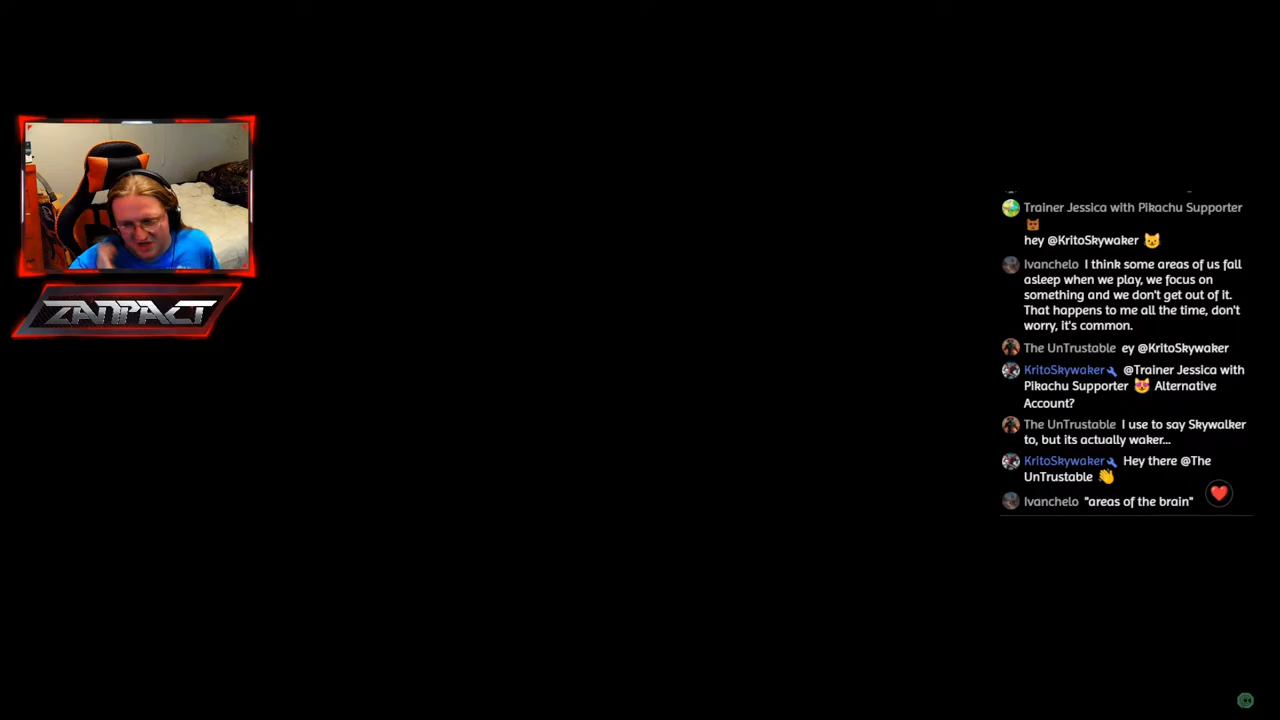 ZANPACT
Trainer Jessica with Pikachu Supporter
hey @KritoSkywaker 😺
Ivanchelo I think some areas of us fall
asleep when we play, we focus on
something and we don't get out of it.
That happens to me all the time, don't
worry, it's common.
The UnTrustable ey @KritoSkywaker
KritoSkywaker @Trainer Jessica with
Pikachu Supporter 😻 Alternative
Account?
The UnTrustable I use to say Skywalker
to, but its actually waker...
KritoSkywaker Hey there @The
UnTrustable 👋
Ivanchelo "areas of the brain"